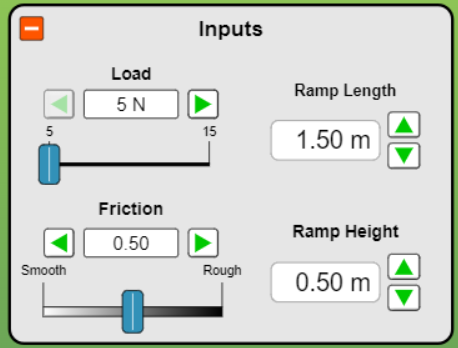 Inputs
Load
5 N
5 15
Friction
0.50
Smooth Rough
Ramp Length
1.50 m
Ramp Height
0.50 m